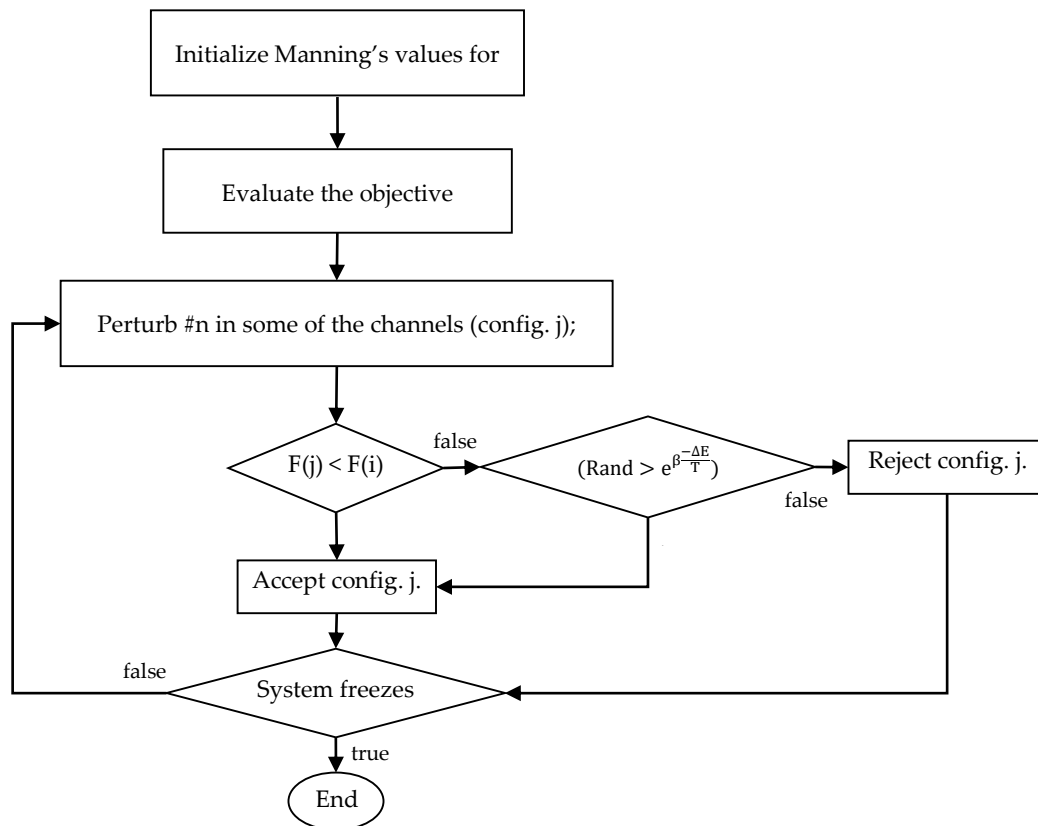 Initialize Manning’s values for
Evaluate the objective
Perturb #n in some of the channels (config. j);
false
F(j) < F(i)
(Rand > e^{β\frac{−ΔE}{T}})
Reject config. j.
false
Accept config. j.
false
System freezes
true
End